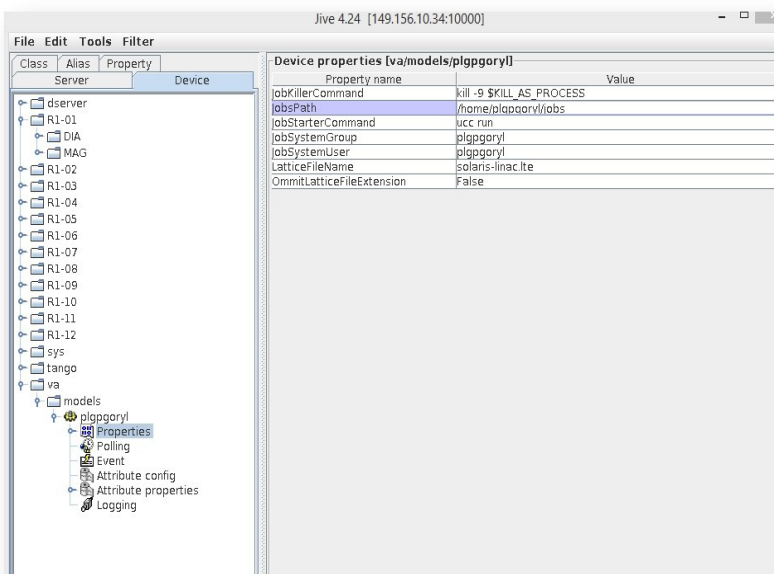 Jive 4.24 [149.156.10.34:10000]
File Edit Tools Filter
Class Alias Property
Server Device
dserver
R1-01
DIA
MAG
R1-02
R1-03
R1-04
R1-05
R1-06
R1-07
R1-08
R1-09
R1-10
R1-11
R1-12
sys
tango
va
models
plgpgoryl
Properties
Polling
Event
Attribute config
Attribute properties
Logging
Device properties [va/models/plgpgoryl]
Property name Value
JobKillerCommand kill -9 $KILL_AS_PROCESS
JobsPath /home/plgpgoryl/jobs
JobStarterCommand ucc run
JobSystemGroup plgpgoryl
JobSystemUser plgpgoryl
LatticeFileName solaris-linac.lte
OmmitLatticeFileExtension False